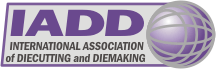 IADD
INTERNATIONAL ASSOCIATION
of DIECUTTING and DIEMAKING